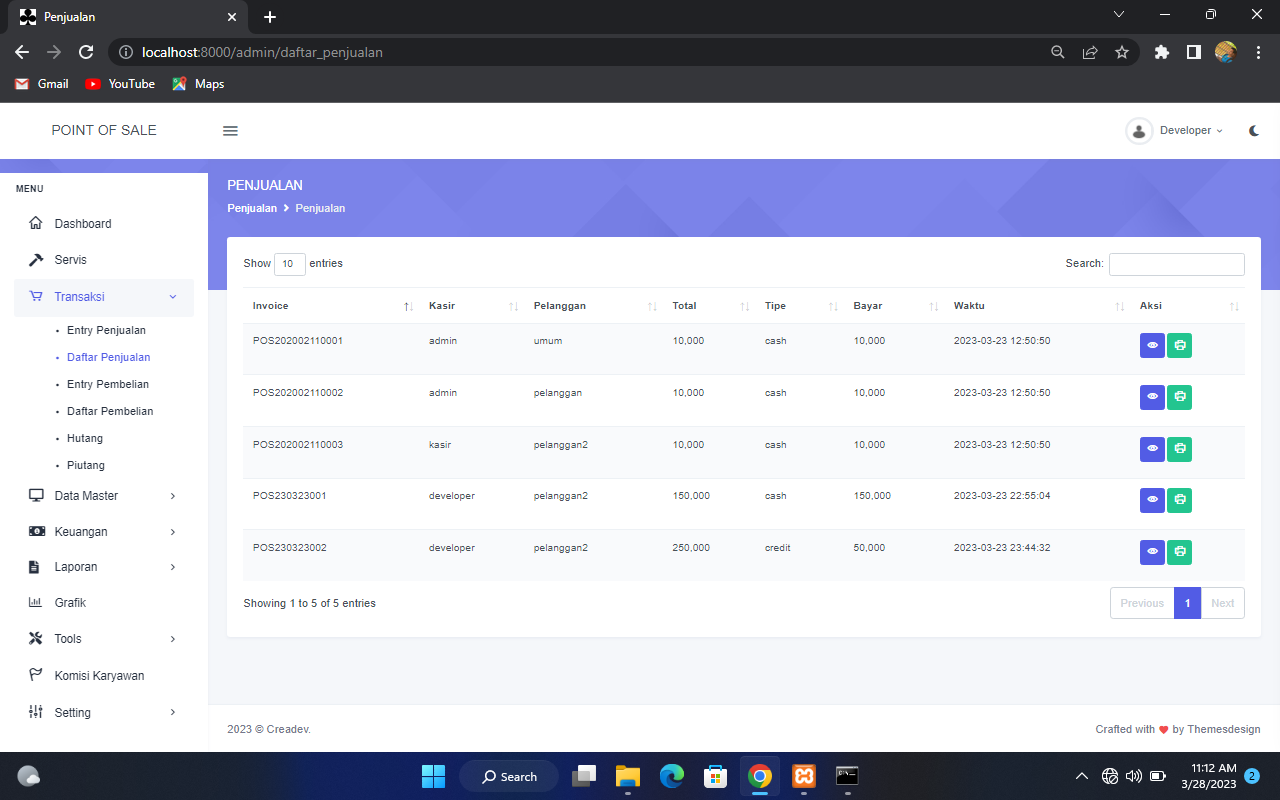 Penjualan
localhost:8000/admin/daftar_penjualan
Gmail YouTube Maps
POINT OF SALE
Developer
MENU
Dashboard
Servis
Transaksi
Entry Penjualan
Daftar Penjualan
Entry Pembelian
Daftar Pembelian
Hutang
Piutang
Data Master
Keuangan
Laporan
Grafik
Tools
Komisi Karyawan
Setting
PENJUALAN
Penjualan > Penjualan
Show 10 entries
Search:
Invoice Kasir Pelanggan Total Tipe Bayar Waktu Aksi
POS202002110001 admin umum 10,000 cash 10,000 2023-03-23 12:50:50
POS202002110002 admin pelanggan 10,000 cash 10,000 2023-03-23 12:50:50
POS202002110003 kasir pelanggan2 10,000 cash 10,000 2023-03-23 12:50:50
POS230323001 developer pelanggan2 150,000 cash 150,000 2023-03-23 22:55:04
POS230323002 developer pelanggan2 250,000 credit 50,000 2023-03-23 23:44:32
Showing 1 to 5 of 5 entries
Previous 1 Next
2023 © Creadev.
Crafted with ❤ by Themesdesign
Search
11:12 AM
3/28/2023
2